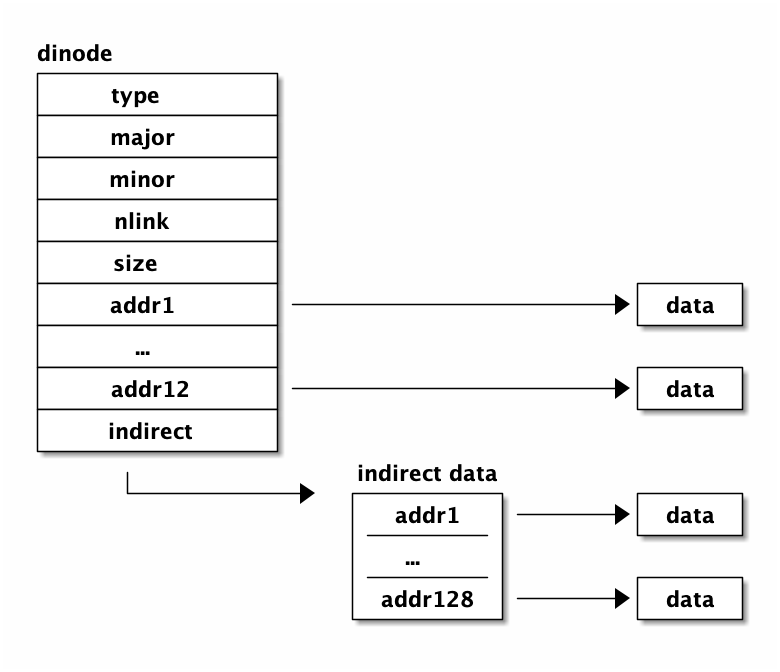 dinode
type
major
minor
nlink
size
addr1
data
...
addr12
data
indirect
indirect data
addr1
data
...
addr128
data